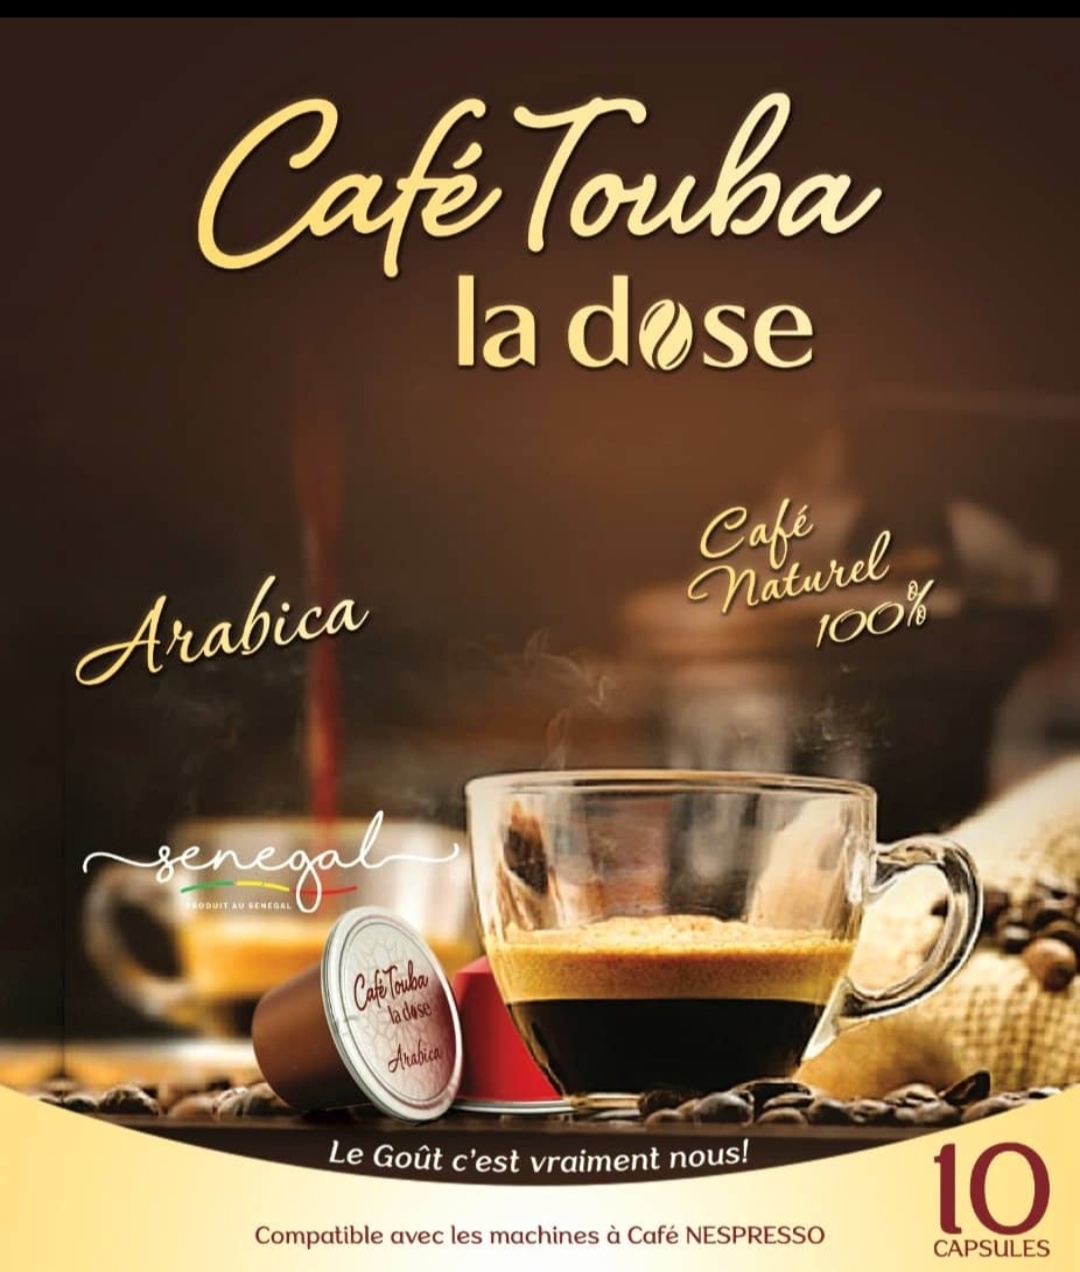 Café Touba
la dose
Café
Naturel
100%
Arabica
senegal
PRODUIT AU SENEGAL
Café Touba
la dose
Arabica
Le Goût c'est vraiment nous!
10
CAPSULES
Compatible avec les machines à Café NESPRESSO